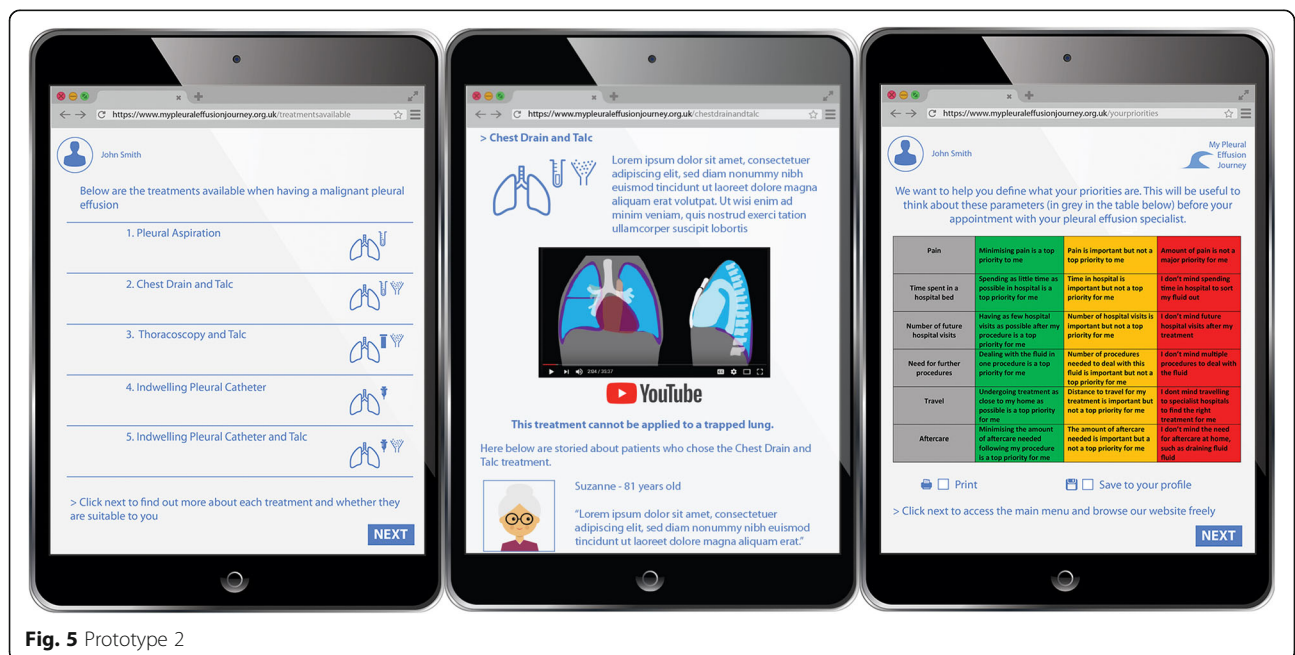 https://www.mypleuraleffusionjourney.org.uk/treatmentsavailable
John Smith
Below are the treatments available when having a malignant pleural
effusion
1. Pleural Aspiration
2. Chest Drain and Talc
3. Thoracoscopy and Talc
4. Indwelling Pleural Catheter
5. Indwelling Pleural Catheter and Talc
> Click next to find out more about each treatment and whether they
are suitable to you
NEXT
https://www.mypleuraleffusionjourney.org.uk/chestdrainandtalc
> Chest Drain and Talc
Lorem ipsum dolor sit amet, consectetuer
adipiscing elit, sed diam nonummy nibh
euismod tincidunt ut laoreet dolore magna
aliquam erat volutpat. Ut wisi enim ad
minim veniam, quis nostrud exerci tation
ullamcorper suscipit lobortis
2:04 / 35:37
YouTube
This treatment cannot be applied to a trapped lung.
Here below are storied about patients who chose the Chest Drain and
Talc treatment.
Suzanne - 81 years old
"Lorem ipsum dolor sit amet, consectetuer
adipiscing elit, sed diam nonummy nibh euismod
tincidunt ut laoreet dolore magna aliquam erat."
https://www.mypleuraleffusionjourney.org.uk/yourpriorities
John Smith
My Pleural
Effusion
Journey
We want to help you define what your priorities are. This will be useful to
think about these parameters (in grey in the table below) before your
appointment with your pleural effusion specialist.
Pain
Minimising pain is a top
priority to me
Pain is important but not a
top priority to me
Amount of pain is not a
major priority for me
Time spent in a
hospital bed
Spending as little time as
possible in hospital is a
top priority for me
Time in hospital is
important but not a top
priority for me
I don't mind spending
time in hospital to sort
my fluid out
Number of future
hospital visits
Having as few hospital
visits as possible after my
procedure is a top
priority for me
Number of hospital visits is
important but not a top
priority for me
I don't mind future
hospital visits after my
treatment
Need for further
procedures
Dealing with the fluid in
one procedure is a top
priority for me
Number of procedures
needed to deal with this
fluid is important but not a
top priority for me
I don't mind multiple
procedures to deal with
the fluid
Travel
Undergoing treatment as
close to my home as
possible is a top priority
for me
Distance to travel for my
treatment is important but
not a top priority for me
I dont mind travelling
to specialist hospitals
to find the right
treatment for me
Aftercare
Minimising the amount
of aftercare needed
following my procedure
is a top priority for me
The amount of aftercare
needed is important but a
not a top priority for me
I don't mind the need
for aftercare at home,
such as draining fluid
fluid
Print
Save to your profile
> Click next to access the main menu and browse our website freely
NEXT
Fig. 5 Prototype 2